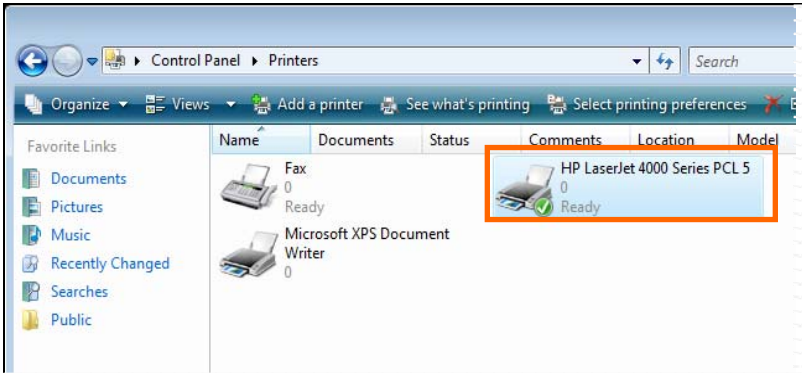 Control Panel Printers Search
Organize Views Add a printer See what's printing Select printing preferences
Favorite Links
Name Documents Status Comments Location Model
Documents
Pictures
Music
Recently Changed
Searches
Public
Fax
0
Ready
HP LaserJet 4000 Series PCL 5
0
Ready
Microsoft XPS Document
Writer
0